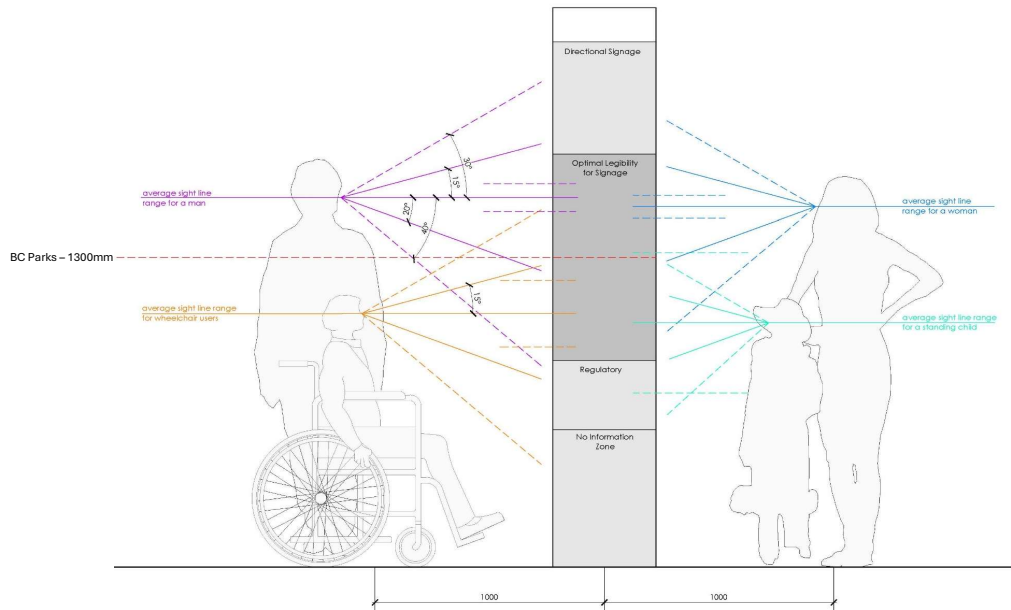 Directional Signage
Optimal Legibility
for Signage
30°
15°
average sight line
range for a man
20°
40°
average sight line
range for a woman
BC Parks – 1300mm
15°
average sight line range
for wheelchair users
average sight line range
for a standing child
Regulatory
No Information
Zone
1000
1000